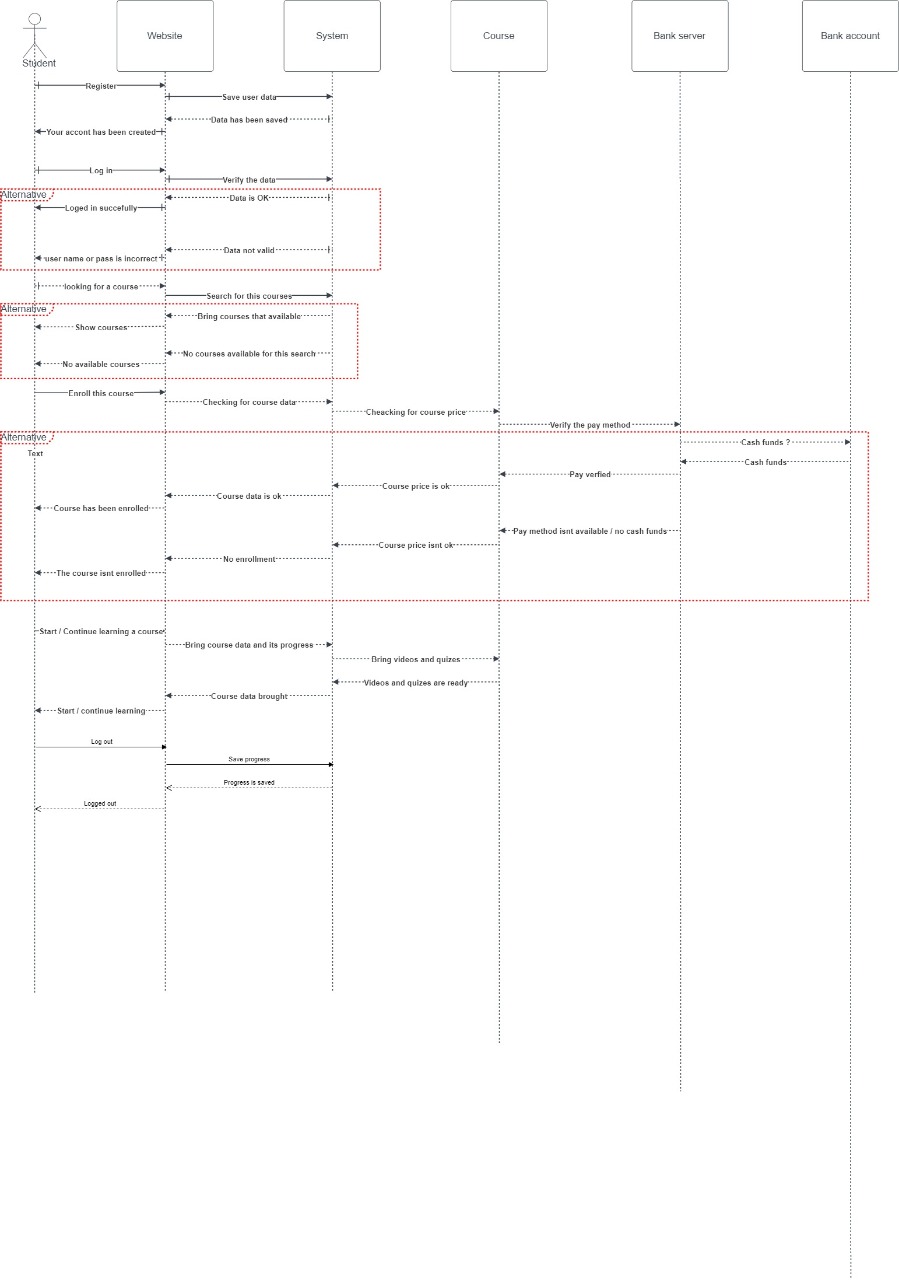 Student
Website
System
Course
Bank server
Bank account
Register
Save user data
Data has been saved
Your accont has been created
Log in
Verify the data
Alternative
Data is OK
Loged in succefully
Data not valid
user name or pass is incorrect
looking for a course
Search for this courses
Alternative
Bring courses that available
Show courses
No courses available for this search
No available courses
Enroll this course
Checking for course data
Cheacking for course price
Verify the pay method
Alternative
Cash funds ?
Text
Cash funds
Pay verfied
Course price is ok
Course data is ok
Course has been enrolled
Pay method isnt available / no cash funds
Course price isnt ok
No enrollment
The course isnt enrolled
Start / Continue learning a course
Bring course data and its progress
Bring videos and quizes
Videos and quizes are ready
Course data brought
Start / continue learning
Log out
Save progress
Progress is saved
Logged out